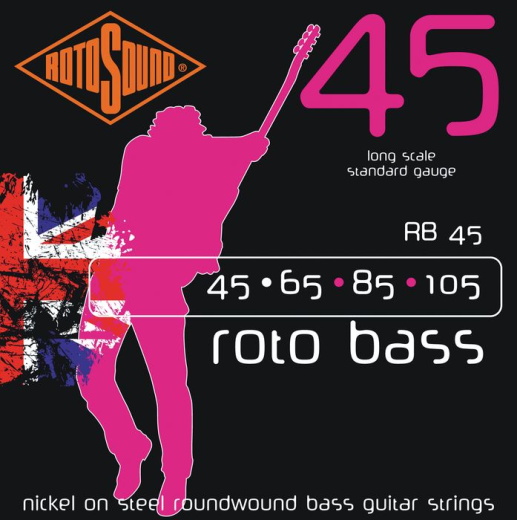 ROTOSOUND®
45
long scale
standard gauge
RB 45
45 • 65 • 85 • 105
roto bass
nickel on steel roundwound bass guitar strings